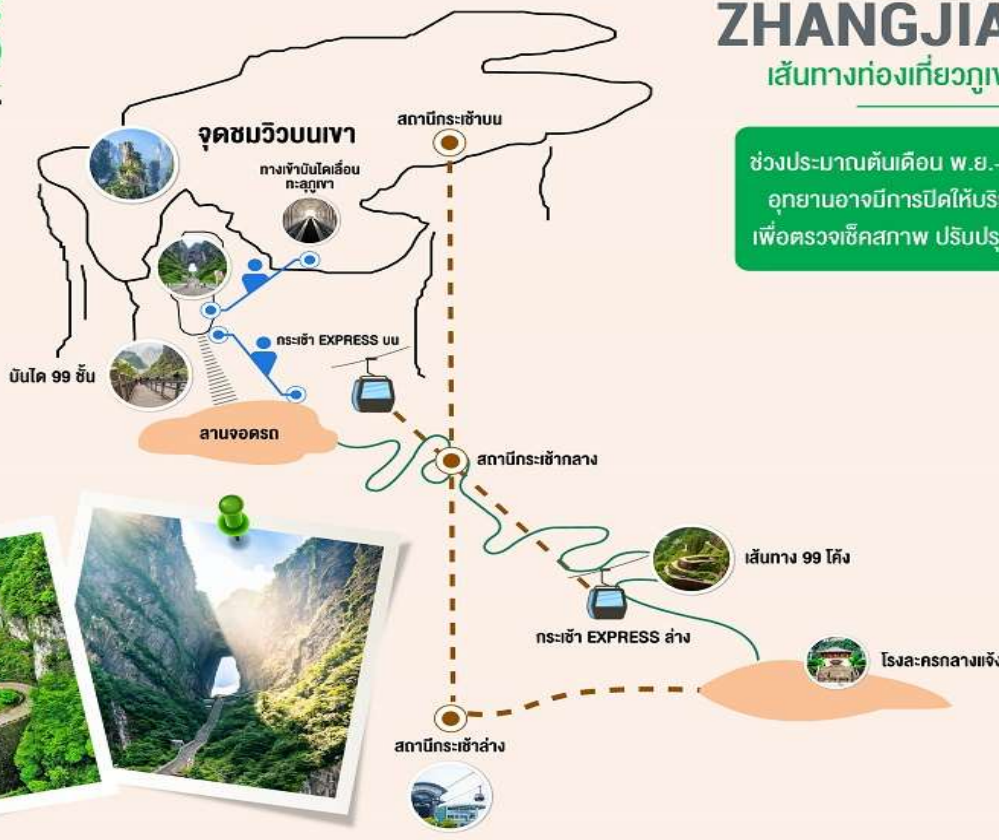 ZHANGJIA
เส้นทางท่องเที่ยวภูเข
ช่วงประมาณต้นเดือน พ.ย.-
อุทยานอาจมีการปิดให้บริ
เพื่อตรวจเช็คสภาพ ปรับปรุ
จุดชมวิวบนเขา
สถานีกระเช้าบน
ทางเข้าบันไดเลื่อน
ทะลุภูเขา
กระเช้า EXPRESS บน
บันได 99 ชั้น
ลานจอดรถ
สถานีกระเช้ากลาง
เส้นทาง 99 โค้ง
กระเช้า EXPRESS ล่าง
โรงละครกลางแจ้ง
สถานีกระเช้าล่าง